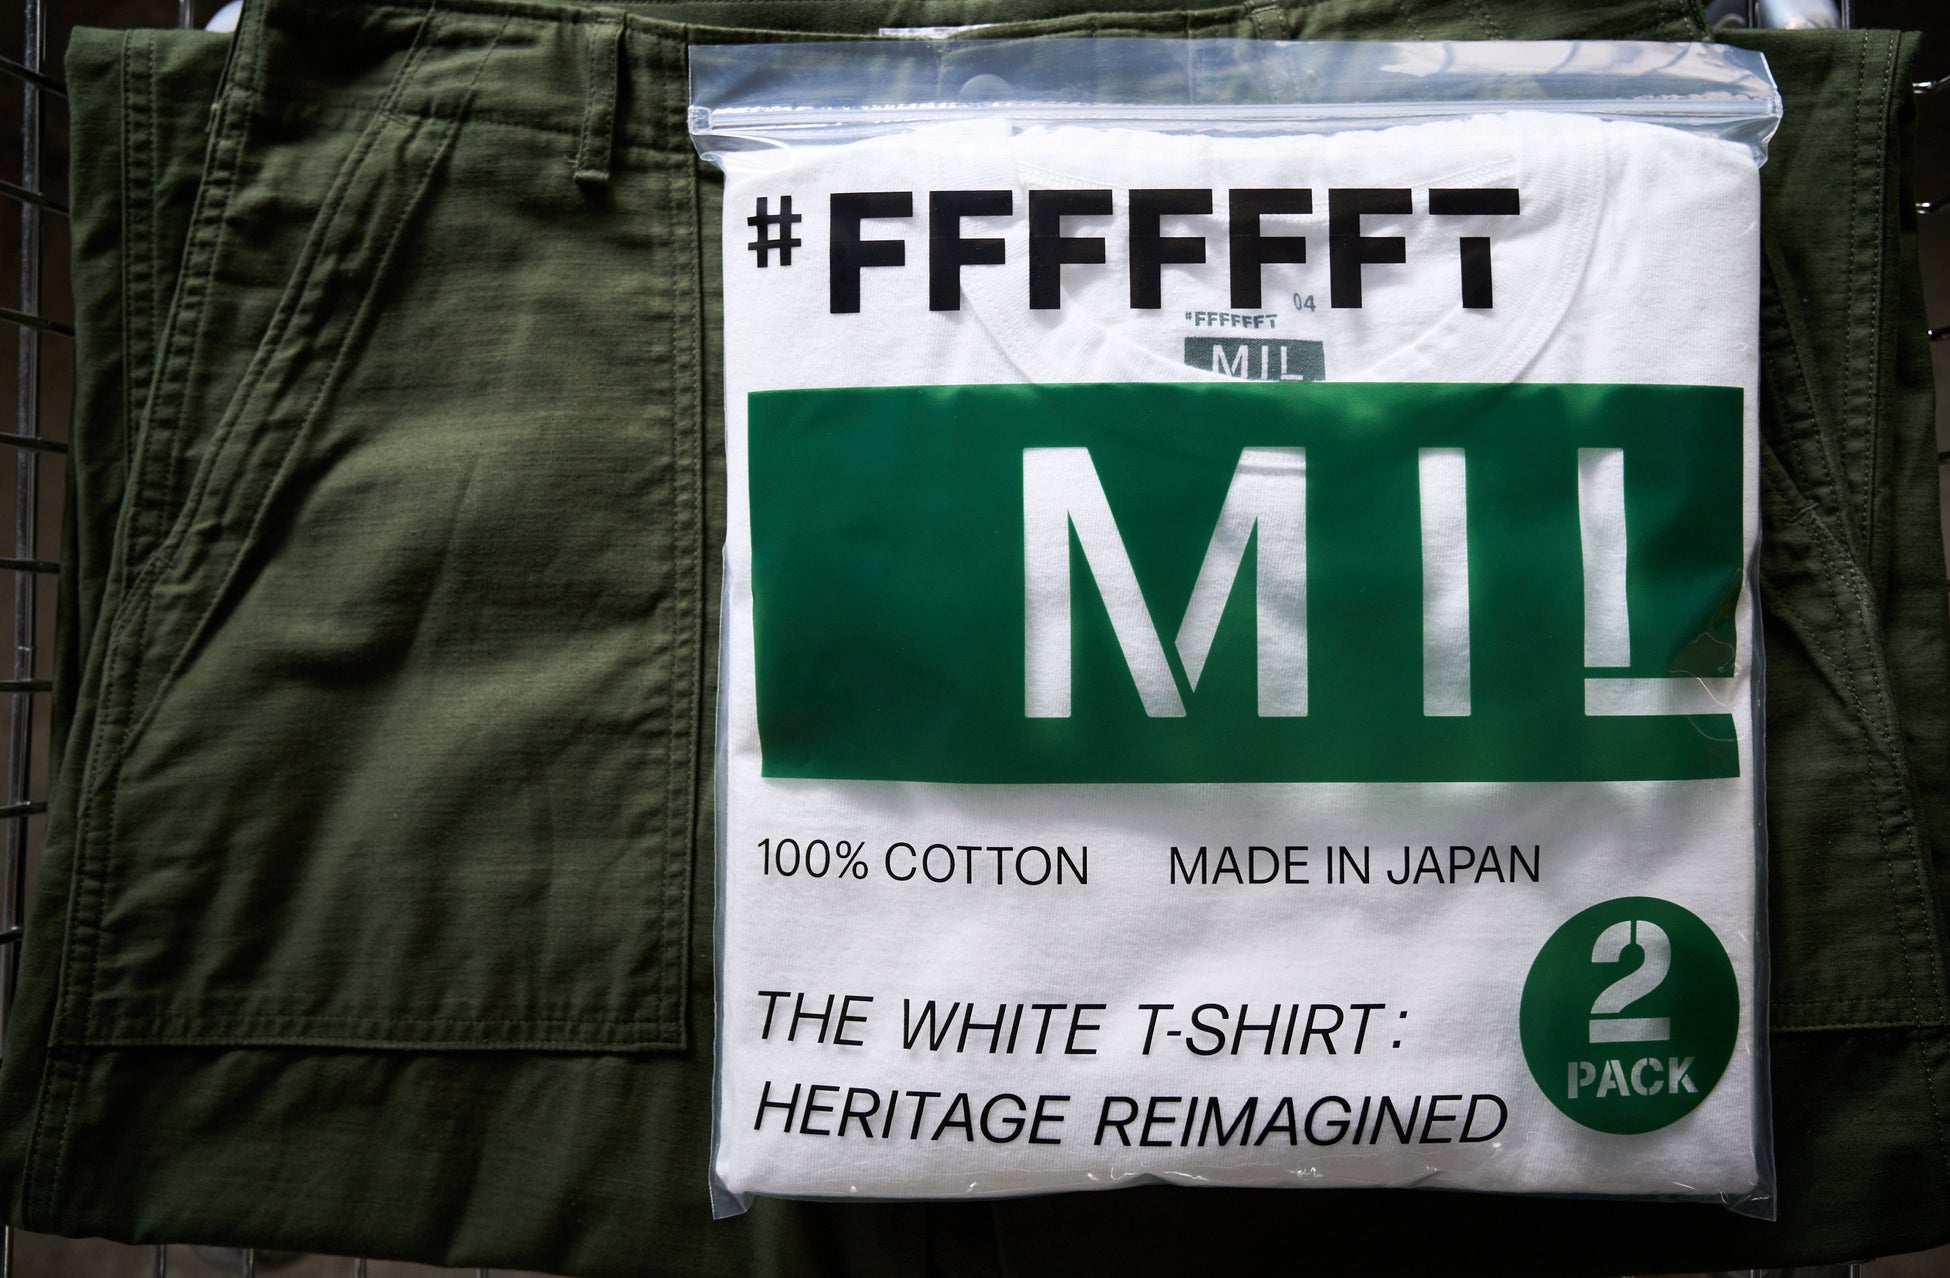 #FFFFFFT
04
#FFFFFFT
MIL
MIL
100% COTTON MADE IN JAPAN
THE WHITE T-SHIRT:
HERITAGE REIMAGINED
2
PACK